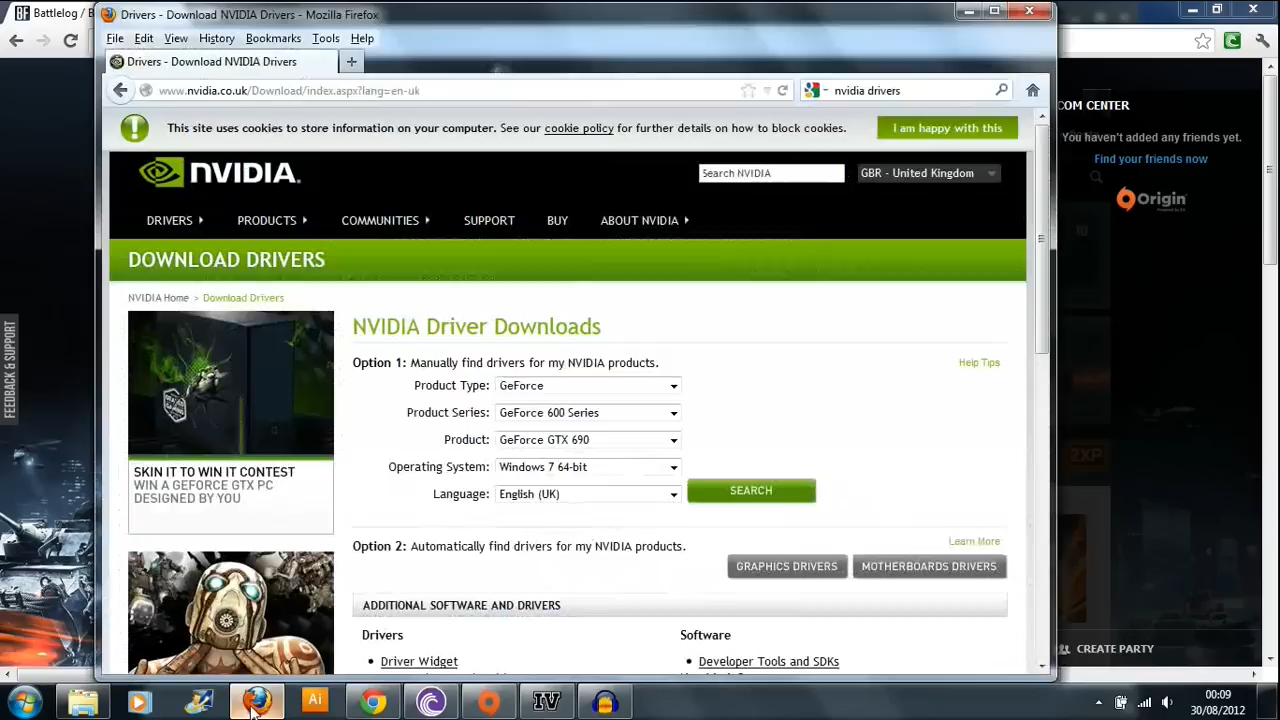 Battlelog / B
Drivers - Download NVIDIA Drivers - Mozilla Firefox
File Edit View History Bookmarks Tools Help
Drivers - Download NVIDIA Drivers
www.nvidia.co.uk/Download/index.aspx?lang=en-uk
nvidia drivers
This site uses cookies to store information on your computer. See our cookie policy for further details on how to block cookies.
I am happy with this
NVIDIA.
Search NVIDIA
GBR - United Kingdom
DRIVERS PRODUCTS COMMUNITIES SUPPORT BUY ABOUT NVIDIA
DOWNLOAD DRIVERS
NVIDIA Home > Download Drivers
NVIDIA Driver Downloads
Option 1: Manually find drivers for my NVIDIA products.
Help Tips
Product Type: GeForce
Product Series: GeForce 600 Series
Product: GeForce GTX 690
Operating System: Windows 7 64-bit
Language: English (UK)
SEARCH
SKIN IT TO WIN IT CONTEST
WIN A GEFORCE GTX PC
DESIGNED BY YOU
Option 2: Automatically find drivers for my NVIDIA products.
Learn More
GRAPHICS DRIVERS
MOTHERBOARDS DRIVERS
ADDITIONAL SOFTWARE AND DRIVERS
Drivers
Driver Widget
Software
Developer Tools and SDKs
COM CENTER
You haven't added any friends yet.
Find your friends now
Origin
CREATE PARTY
FEEDBACK & SUPPORT
2XP
Ai
IV
00:09
30/08/2012